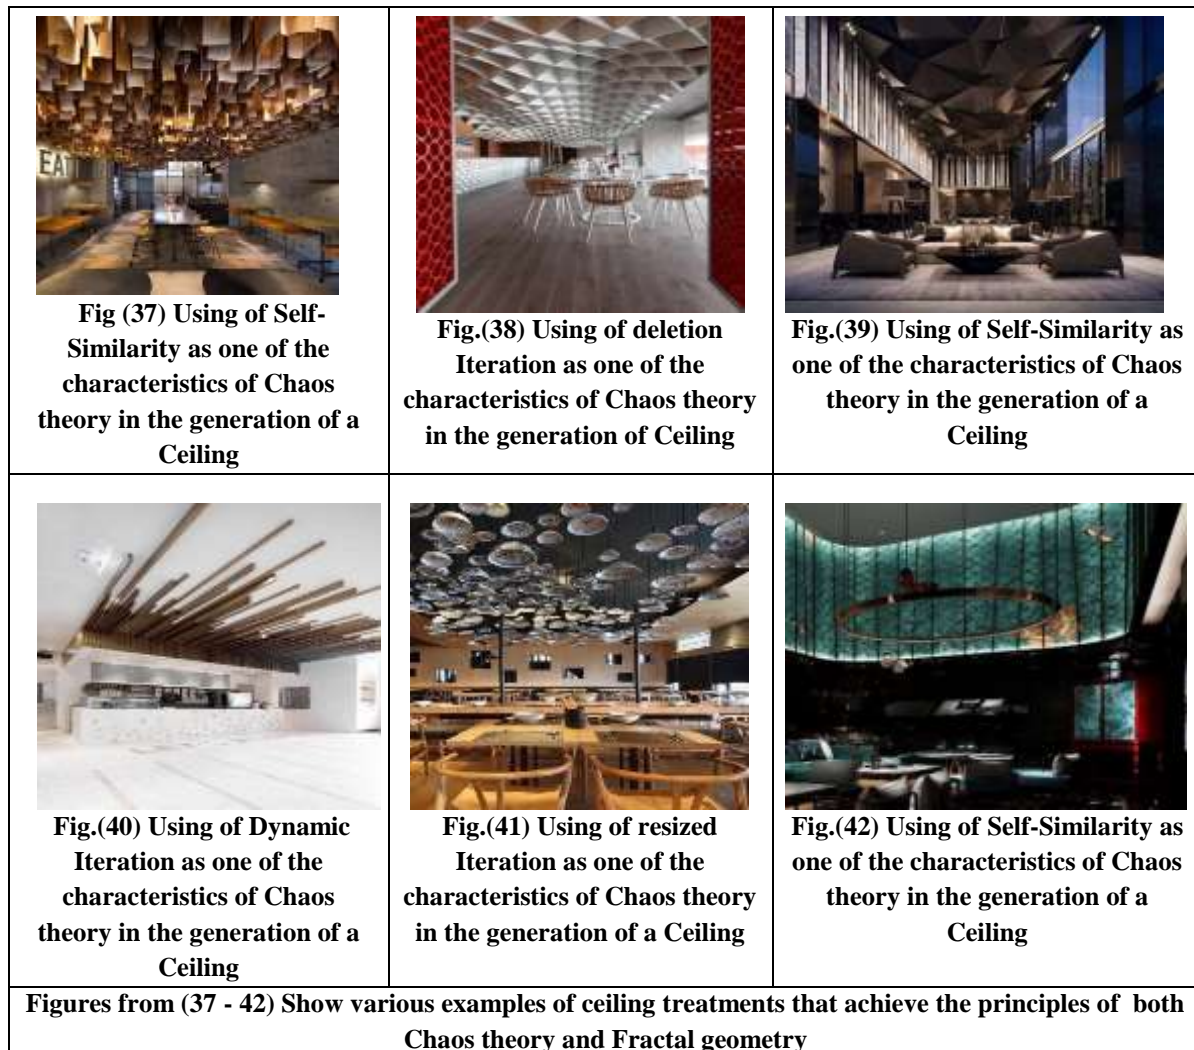 EAT
Fig (37) Using of Self-
Similarity as one of the
characteristics of Chaos
theory in the generation of a
Ceiling
Fig.(38) Using of deletion
Iteration as one of the
characteristics of Chaos theory
in the generation of Ceiling
Fig.(39) Using of Self-Similarity as
one of the characteristics of Chaos
theory in the generation of a
Ceiling
Fig.(40) Using of Dynamic
Iteration as one of the
characteristics of Chaos
theory in the generation of a
Ceiling
Fig.(41) Using of resized
Iteration as one of the
characteristics of Chaos theory
in the generation of a Ceiling
Fig.(42) Using of Self-Similarity as
one of the characteristics of Chaos
theory in the generation of a
Ceiling
Figures from (37 - 42) Show various examples of ceiling treatments that achieve the principles of both
Chaos theory and Fractal geometry